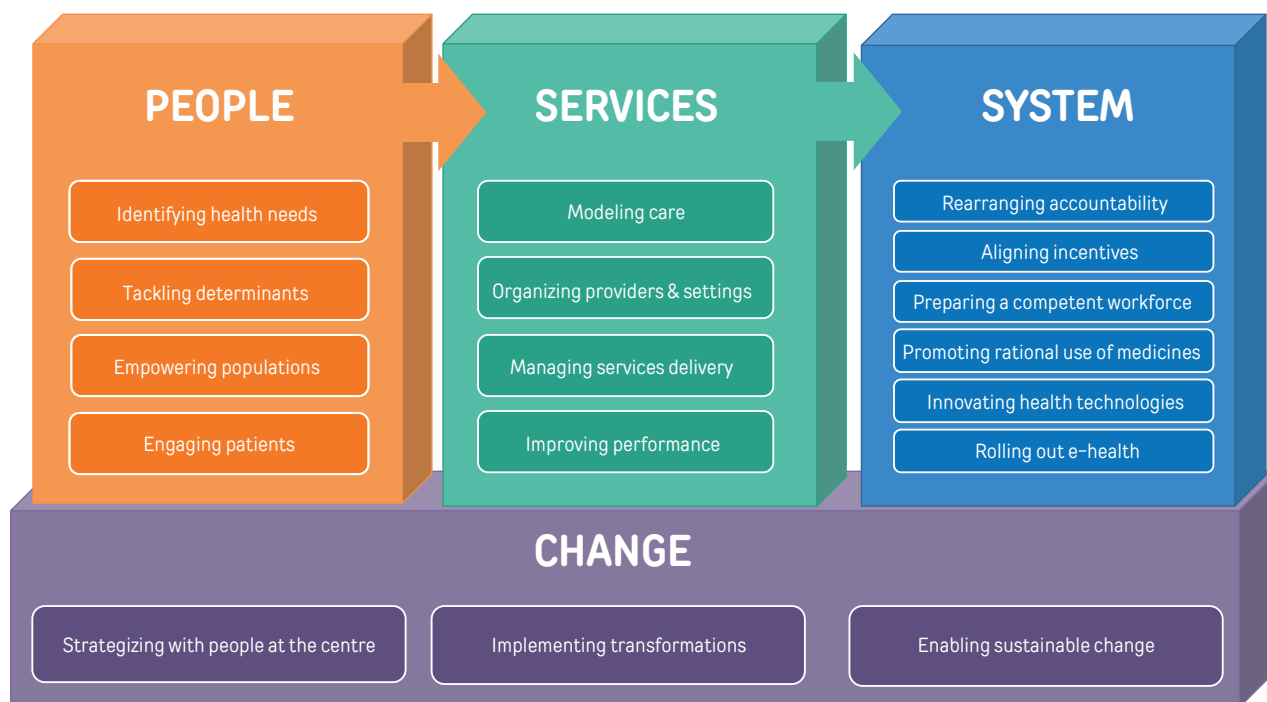 PEOPLE
Identifying health needs
Tackling determinants
Empowering populations
Engaging patients
SERVICES
Modeling care
Organizing providers & settings
Managing services delivery
Improving performance
SYSTEM
Rearranging accountability
Aligning incentives
Preparing a competent workforce
Promoting rational use of medicines
Innovating health technologies
Rolling out e-health
CHANGE
Strategizing with people at the centre
Implementing transformations
Enabling sustainable change